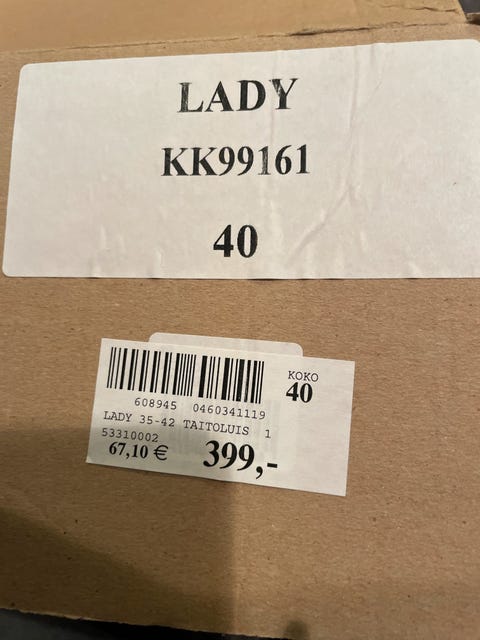 LADY
KK99161
40
608945 0460341119
KOKO
40
LADY 35-42 TAITOLUIS 1
53310002
67,10 € 399,-